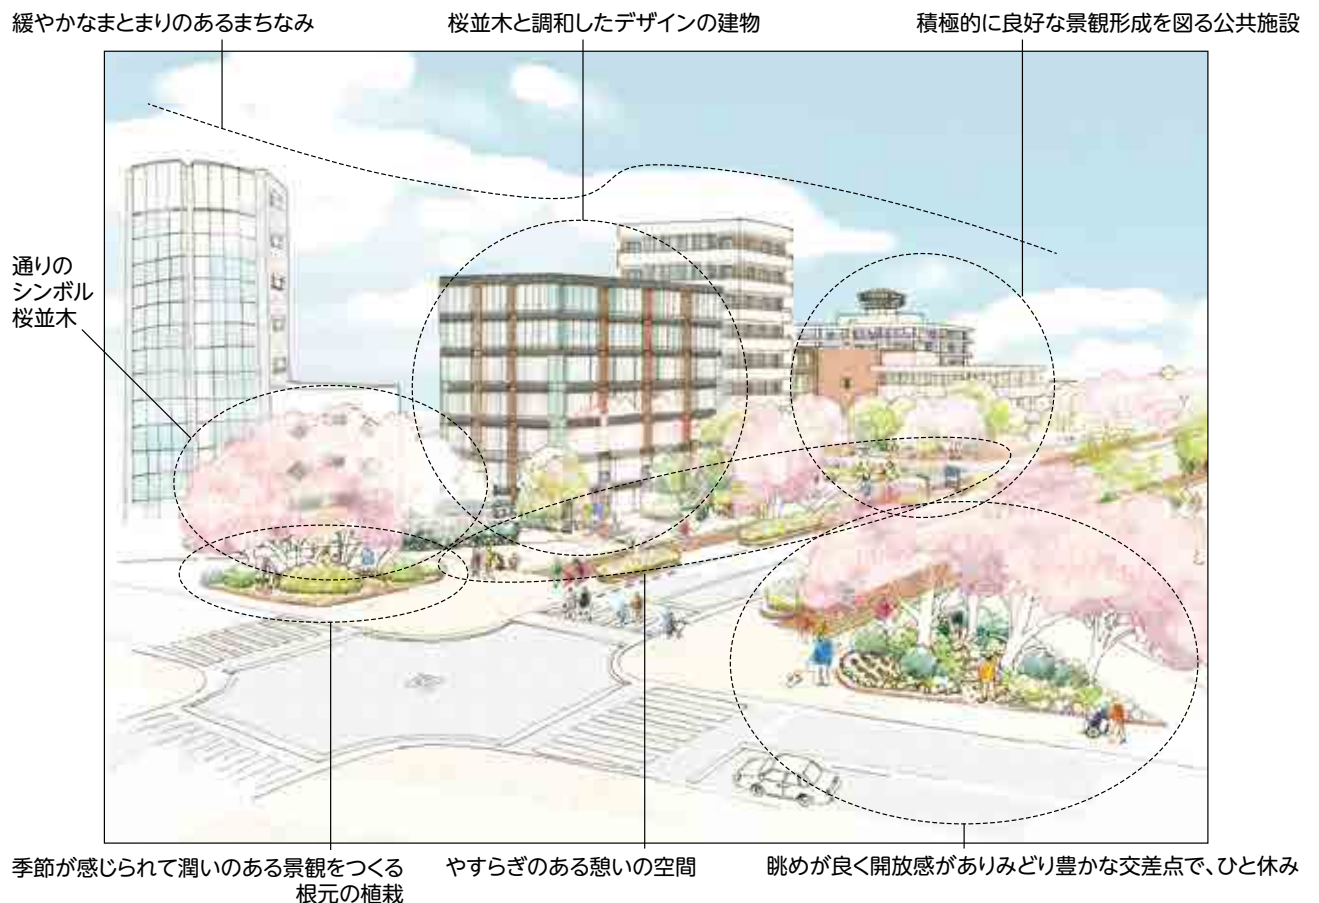 緩やかなまとまりのあるまちなみ
桜並木と調和したデザインの建物
積極的に良好な景観形成を図る公共施設
通りの
シンボル
桜並木
季節が感じられて潤いのある景観をつくる
根元の植栽
やすらぎのある憩いの空間
眺めが良く開放感がありみどり豊かな交差点で、ひと休み